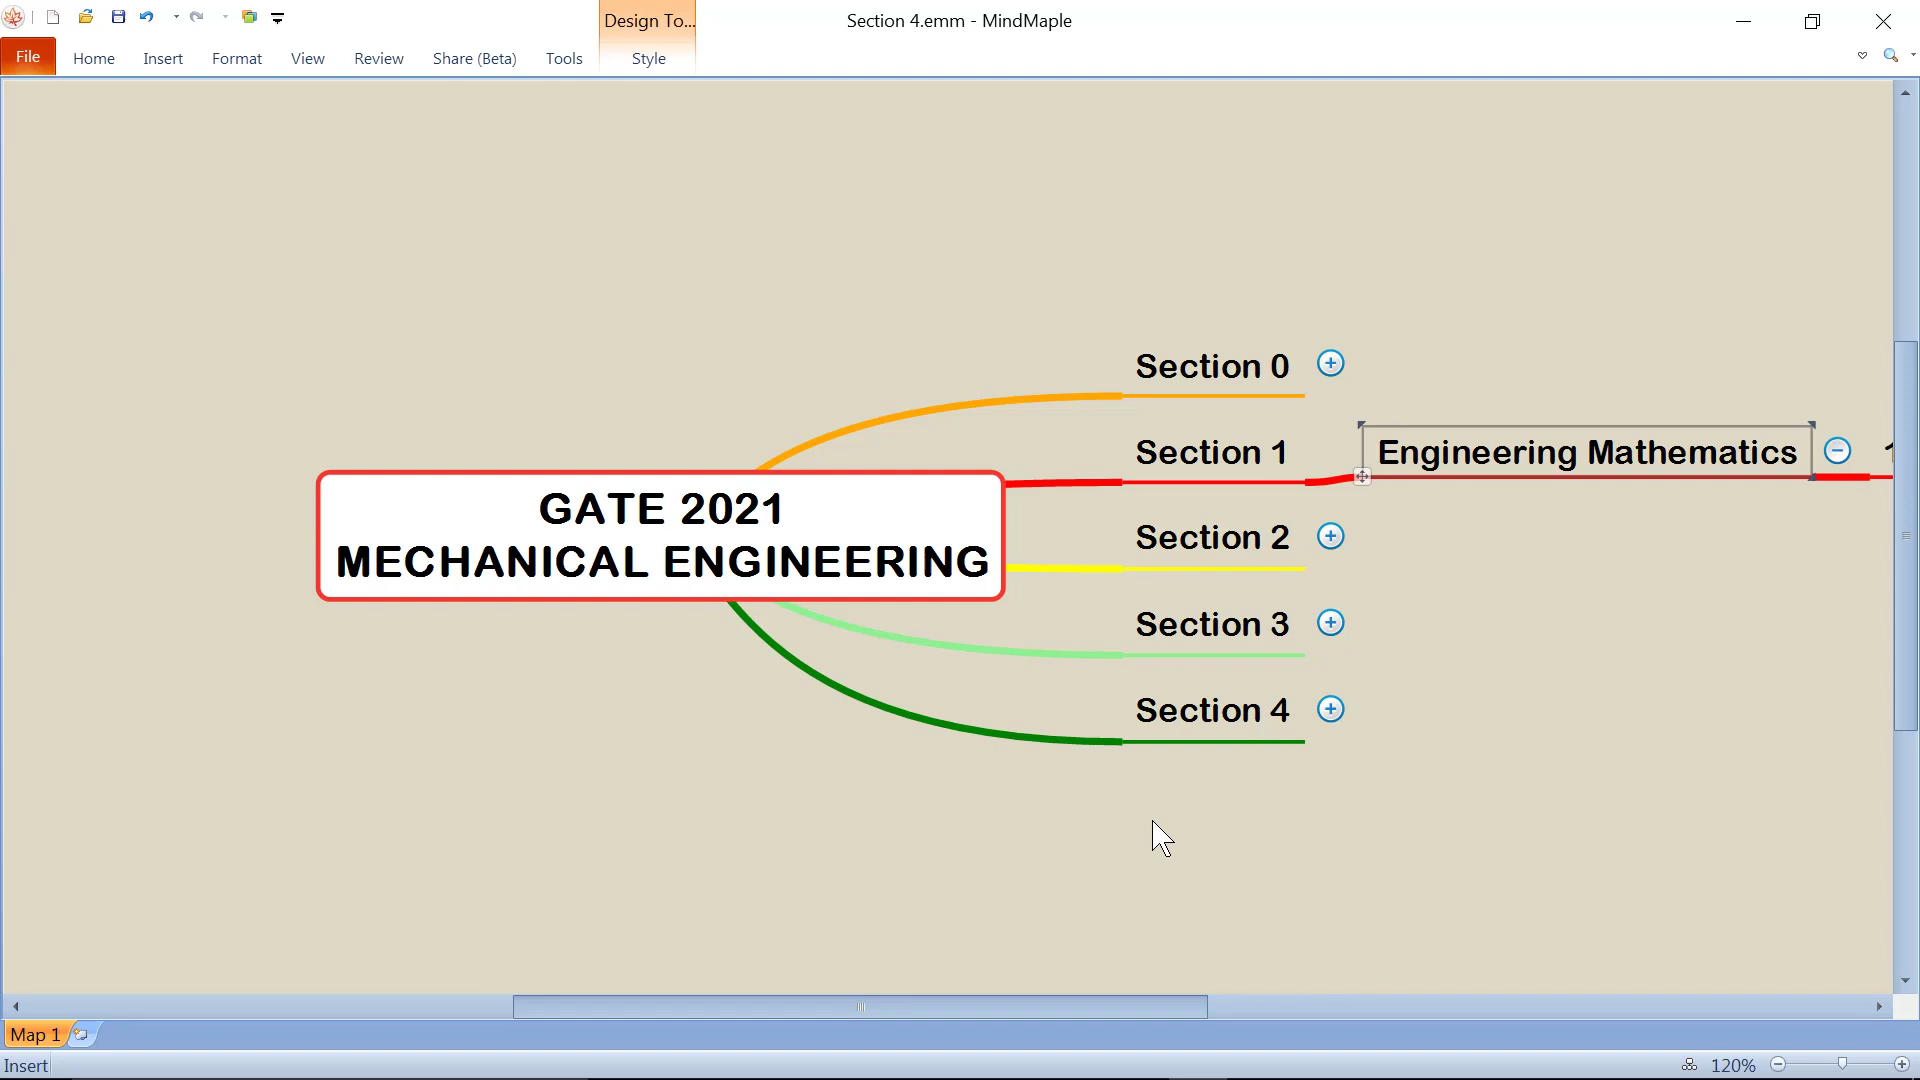 Design To...
Section 4.emm - MindMaple
File
Home
Insert
Format
View
Review
Share (Beta)
Tools
Style
Section 0
Section 1
Engineering Mathematics
GATE 2021
MECHANICAL ENGINEERING
Section 2
Section 3
Section 4
Map 1
Insert
120%